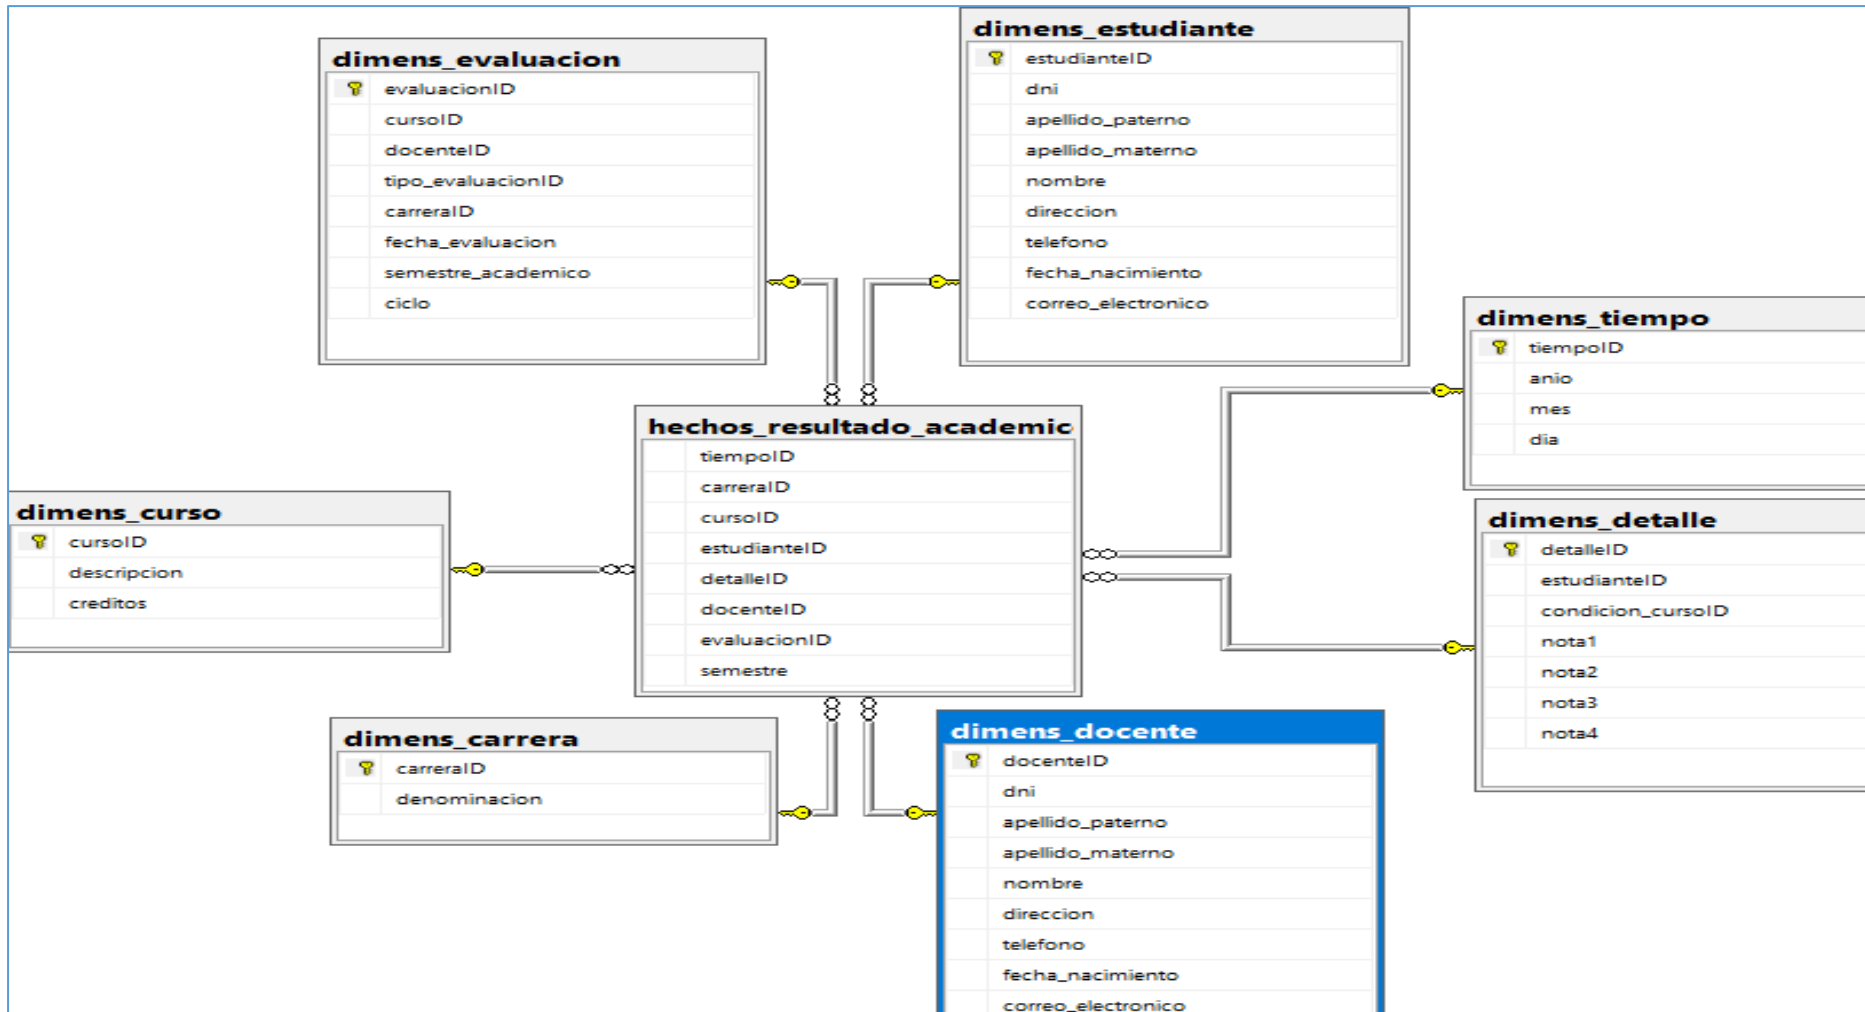 dimens_evaluacion
evaluacionID
cursoID
docenteID
tipo_evaluacionID
carreraID
fecha_evaluacion
semestre_academico
ciclo
dimens_estudiante
estudianteID
dni
apellido_paterno
apellido_materno
nombre
direccion
telefono
fecha_nacimiento
correo_electronico
dimens_tiempo
tiempoID
anio
mes
dia
hechos_resultado_academic
tiempoID
carreraID
cursoID
estudianteID
detalleID
docenteID
evaluacionID
semestre
dimens_curso
cursoID
descripcion
creditos
dimens_detalle
detalleID
estudianteID
condicion_cursoID
nota1
nota2
nota3
nota4
dimens_carrera
carreraID
denominacion
dimens_docente
docenteID
dni
apellido_paterno
apellido_materno
nombre
direccion
telefono
fecha_nacimiento
correo_electronico